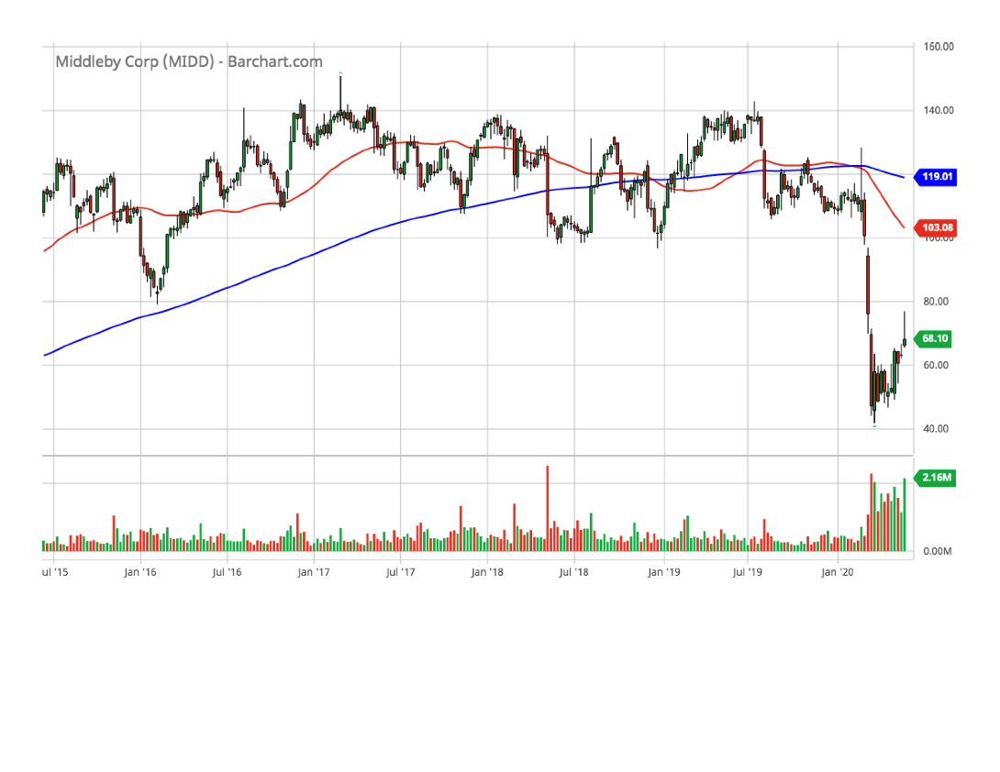 Middleby Corp (MIDD) - Barchart.com
160.00
140.00
119.01
103.08
100.00
80.00
68.10
60.00
40.00
2.16M
0.00M
ul '15 Jan '16 Jul '16 Jan '17 Jul '17 Jan '18 Jul '18 Jan '19 Jul '19 Jan '20